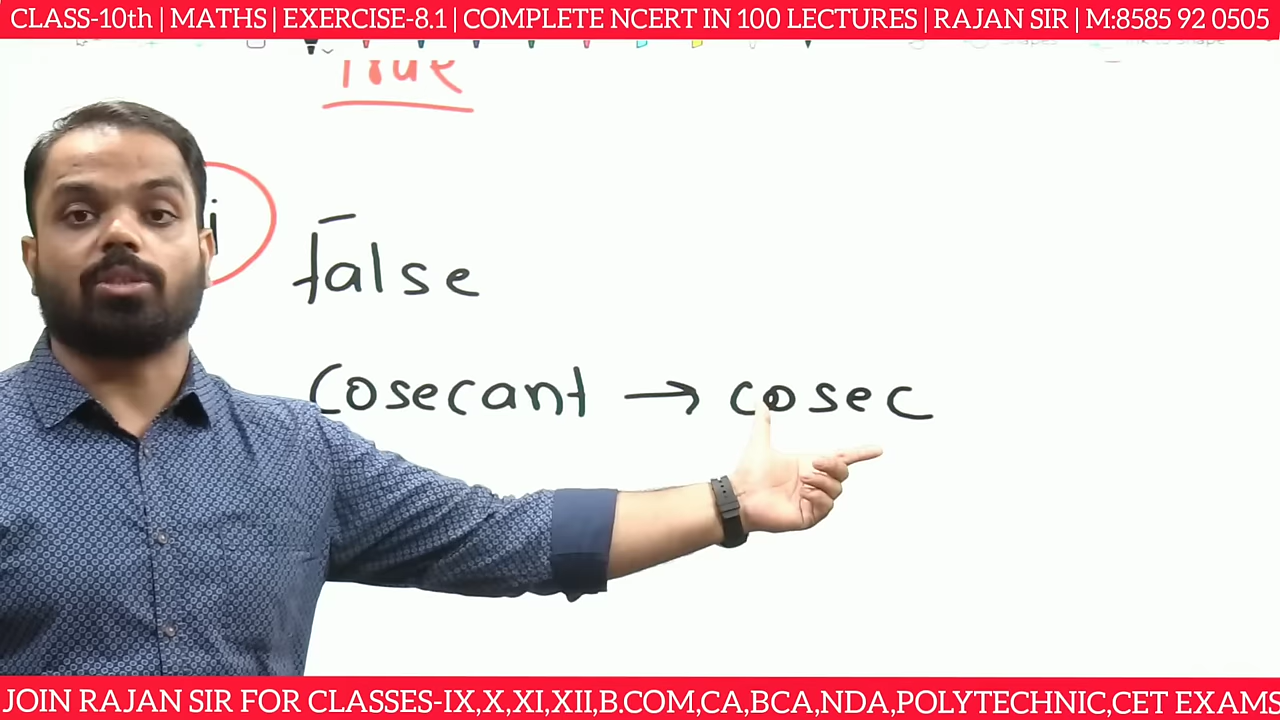 CLASS-10th | MATHS | EXERCISE-8.1 | COMPLETE NCERT IN 100 LECTURES | RAJAN SIR | M:8585 92 0505
True
False
Cosecant → cosec
JOIN RAJAN SIR FOR CLASSES-IX,X,XI,XII,B.COM,CA,BCA,NDA,POLYTECHNIC,CET EXAMS